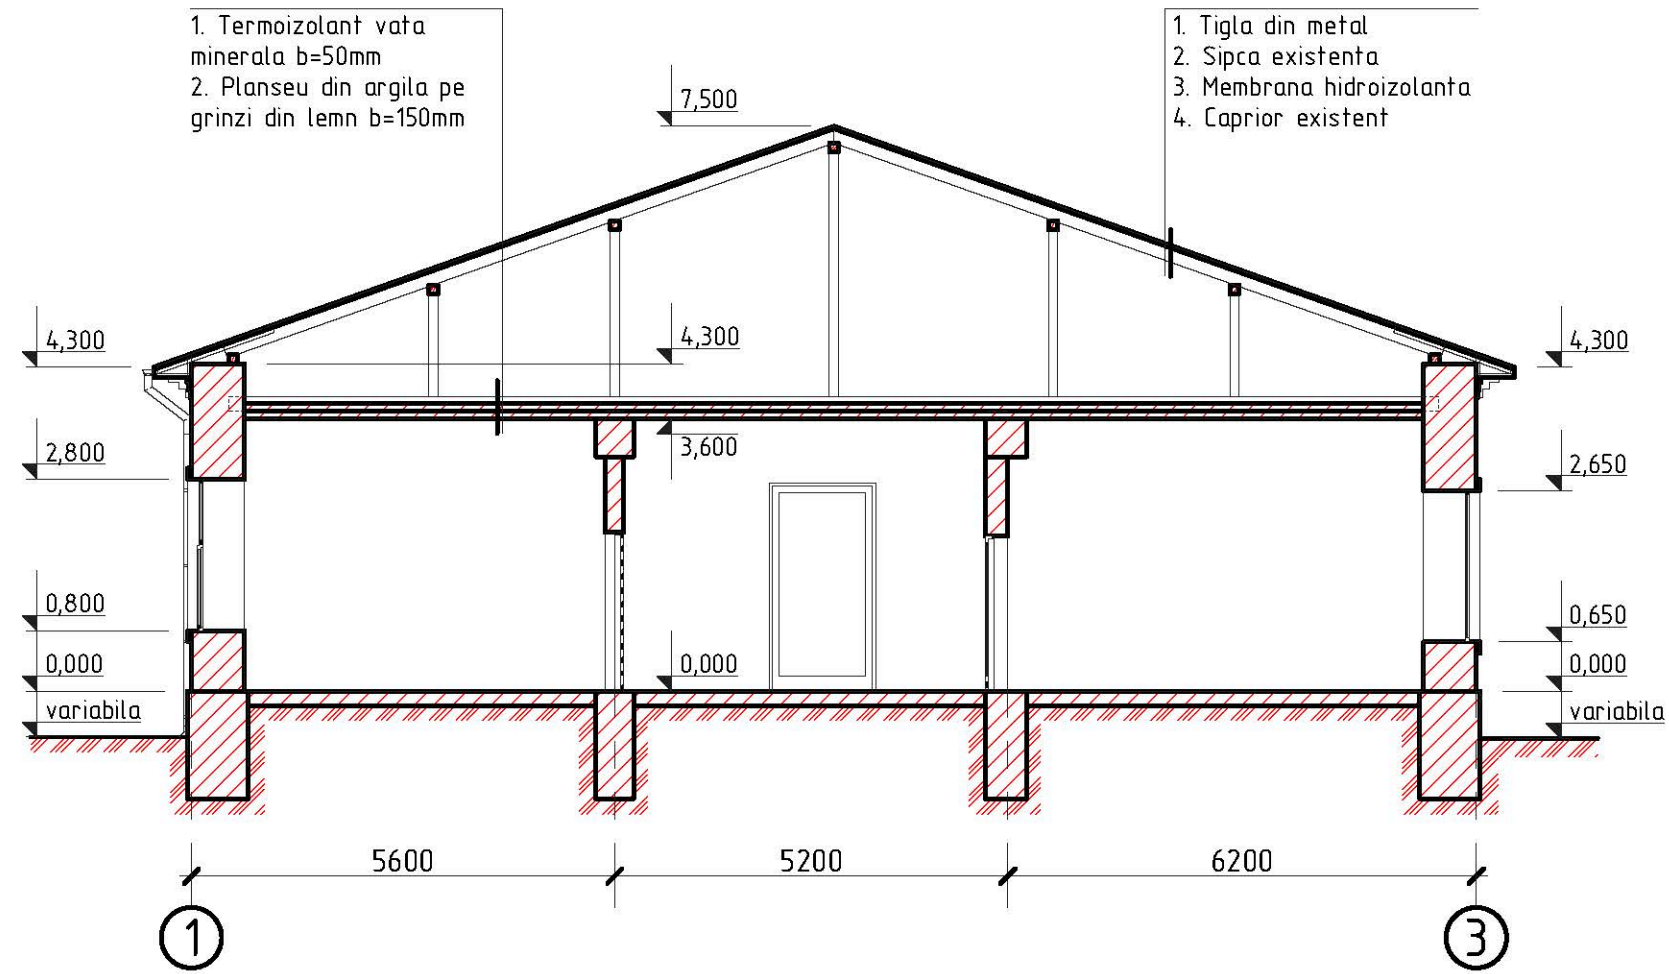 1. Termoizolant vata
minerala b=50mm
2. Planseu din argila pe
grinzi din lemn b=150mm
1. Tigla din metal
2. Sipca existenta
3. Membrana hidroizolanta
4. Caprior existent
7,500
4,300
4,300
4,300
2,800
3,600
2,650
0,800
0,650
0,000
0,000
0,000
variabila
variabila
5600
5200
6200
1
3